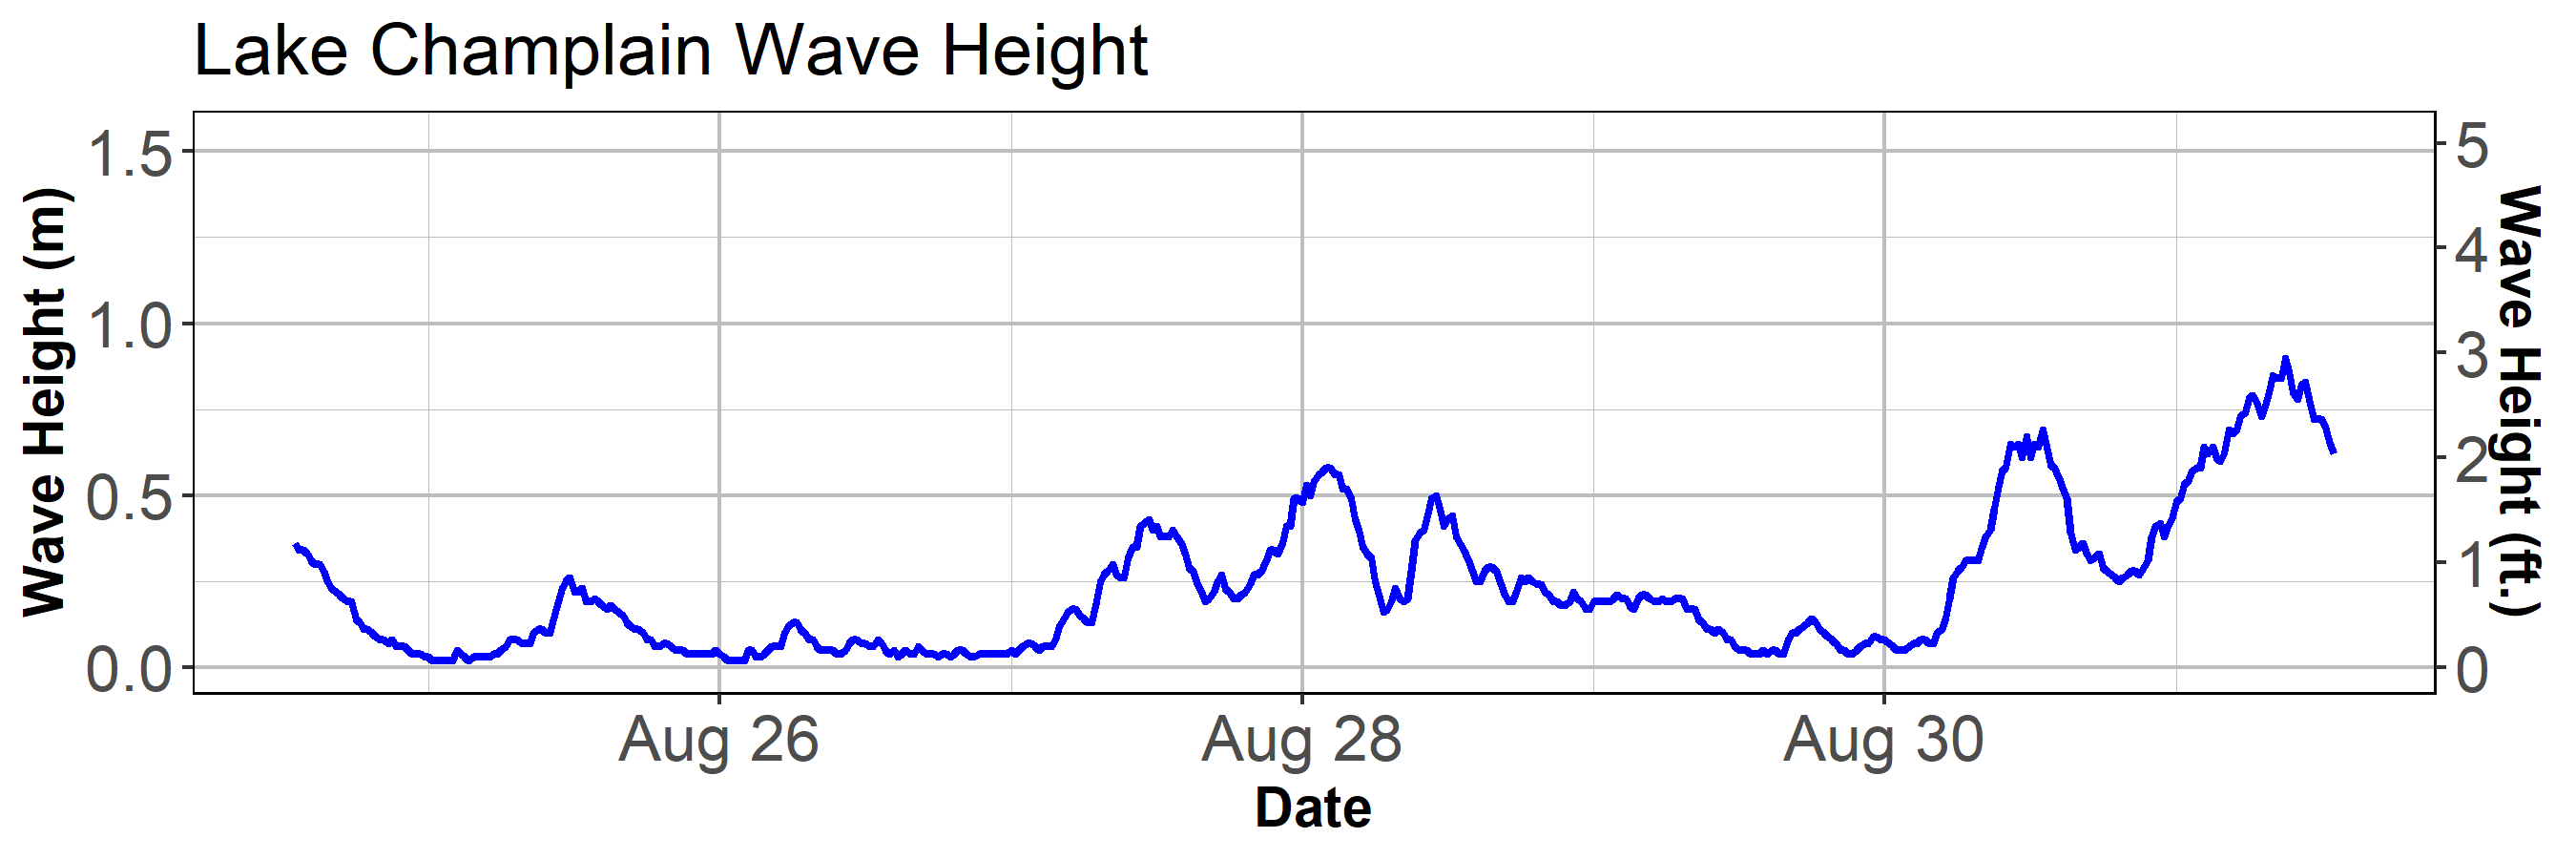 Lake Champlain Wave Height
Wave Height (m)
1.5
1.0
0.5
0.0
5
4
3
2
1
0
Wave Height (ft.)
Aug 26
Aug 28
Aug 30
Date